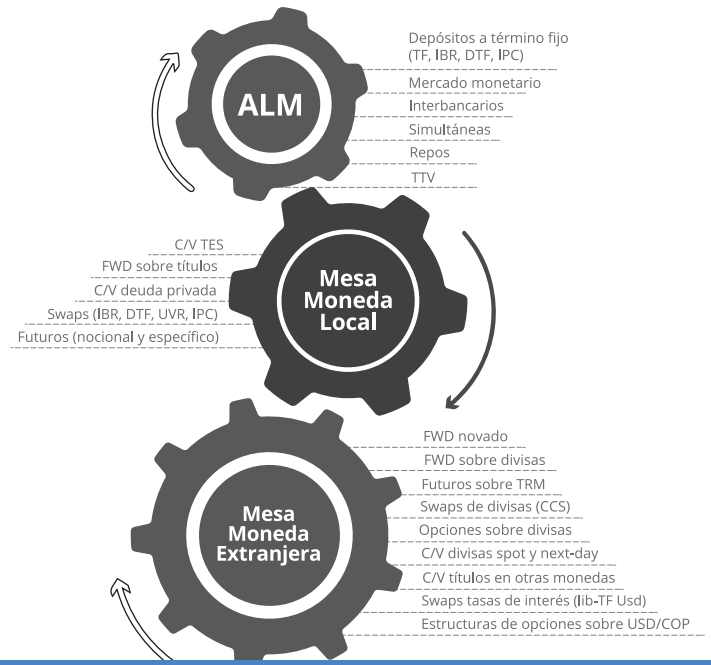 ALM
Depósitos a término fijo
(TF, IBR, DTF, IPC)
Mercado monetario
Interbancarios
Simultáneas
Repos
TTV
Mesa
Moneda
Local
C/V TES
FWD sobre títulos
C/V deuda privada
Swaps (IBR, DTF, UVR, IPC)
Futuros (nocional y específico)
Mesa
Moneda
Extranjera
FWD novado
FWD sobre divisas
Futuros sobre TRM
Swaps de divisas (CCS)
Opciones sobre divisas
C/V divisas spot y next-day
C/V títulos en otras monedas
Swaps tasas de interés (lib-TF Usd)
Estructuras de opciones sobre USD/COP